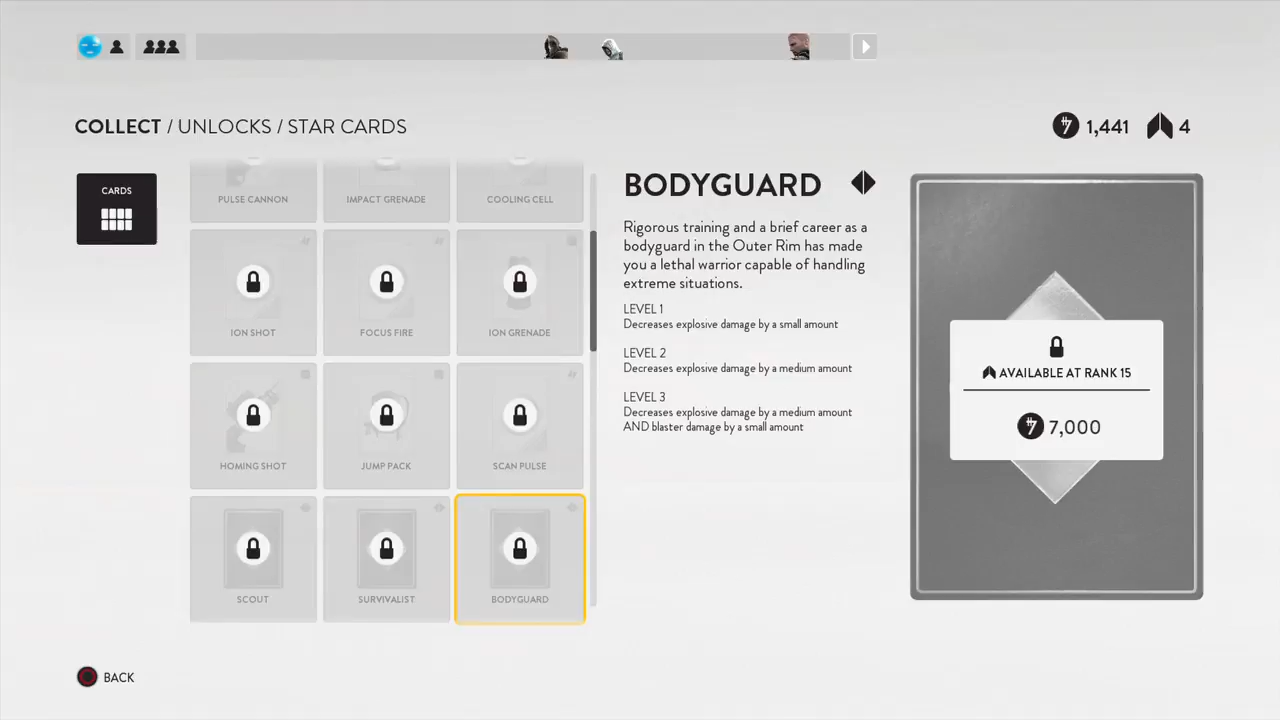 COLLECT / UNLOCKS / STAR CARDS
1,441
4
CARDS
PULSE CANNON
IMPACT GRENADE
COOLING CELL
ION SHOT
FOCUS FIRE
ION GRENADE
HOMING SHOT
JUMP PACK
SCAN PULSE
SCOUT
SURVIVALIST
BODYGUARD
BODYGUARD
Rigorous training and a brief career as a
bodyguard in the Outer Rim has made
you a lethal warrior capable of handling
extreme situations.
LEVEL 1
Decreases explosive damage by a small amount
LEVEL 2
Decreases explosive damage by a medium amount
LEVEL 3
Decreases explosive damage by a medium amount
AND blaster damage by a small amount
AVAILABLE AT RANK 15
7,000
BACK